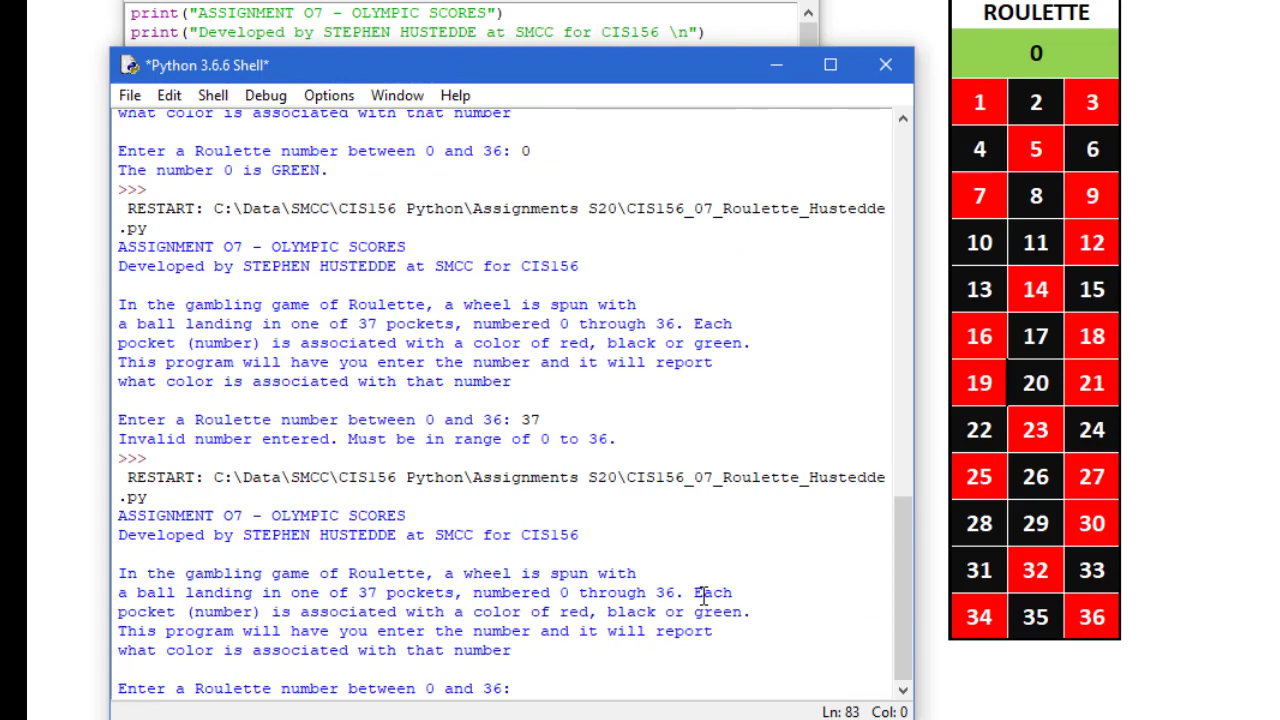 print("ASSIGNMENT O7 - OLYMPIC SCORES")
print("Developed by STEPHEN HUSTEDDE at SMCC for CIS156 \n")
*Python 3.6.6 Shell*
File Edit Shell Debug Options Window Help
what color is associated with that number
Enter a Roulette number between 0 and 36: 0
The number 0 is GREEN.
>>>
RESTART: C:\Data\SMCC\CIS156 Python\Assignments S20\CIS156_07_Roulette_Hustedde
.py
ASSIGNMENT O7 - OLYMPIC SCORES
Developed by STEPHEN HUSTEDDE at SMCC for CIS156
In the gambling game of Roulette, a wheel is spun with
a ball landing in one of 37 pockets, numbered 0 through 36. Each
pocket (number) is associated with a color of red, black or green.
This program will have you enter the number and it will report
what color is associated with that number
Enter a Roulette number between 0 and 36: 37
Invalid number entered. Must be in range of 0 to 36.
>>>
RESTART: C:\Data\SMCC\CIS156 Python\Assignments S20\CIS156_07_Roulette_Hustedde
.py
ASSIGNMENT O7 - OLYMPIC SCORES
Developed by STEPHEN HUSTEDDE at SMCC for CIS156
In the gambling game of Roulette, a wheel is spun with
a ball landing in one of 37 pockets, numbered 0 through 36. Each
pocket (number) is associated with a color of red, black or green.
This program will have you enter the number and it will report
what color is associated with that number
Enter a Roulette number between 0 and 36:
Ln: 83 Col: 0
ROULETTE
0
1 2 3
4 5 6
7 8 9
10 11 12
13 14 15
16 17 18
19 20 21
22 23 24
25 26 27
28 29 30
31 32 33
34 35 36